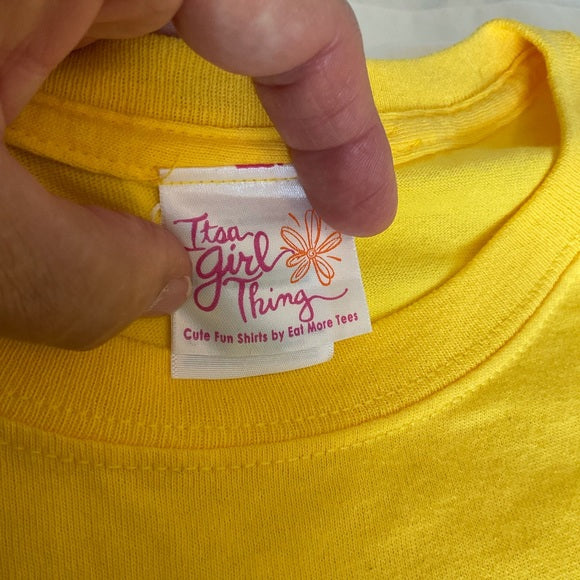 Itsa
girl
Thing
Cute Fun Shirts by Eat More Tees